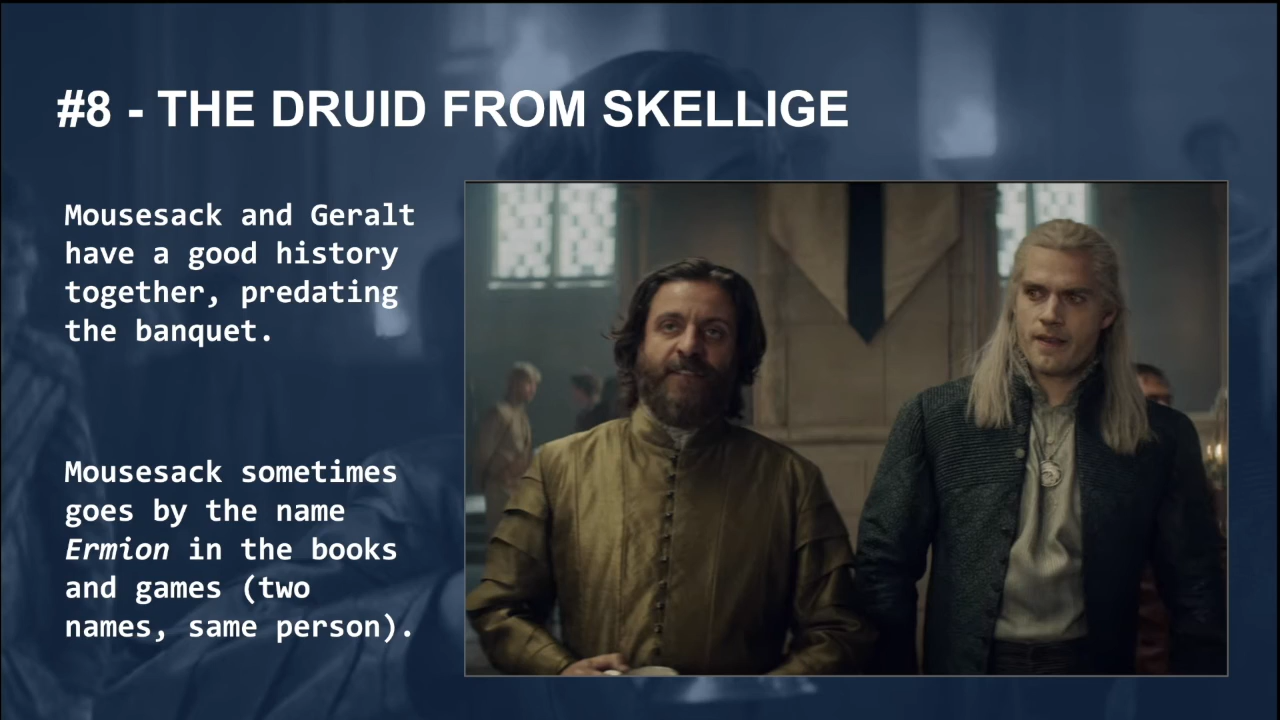 #8 - THE DRUID FROM SKELLIGE
Mousesack and Geralt
have a good history
together, predating
the banquet.
Mousesack sometimes
goes by the name
Ermion in the books
and games (two
names, same person).